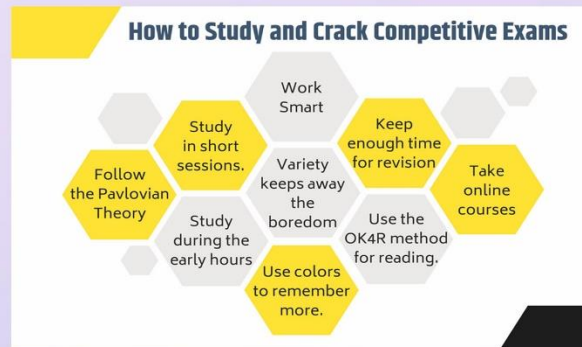 How to Study and Crack Competitive Exams
Work
Smart
Study
in short
sessions.
Keep
enough time
for revision
Follow
the Pavlovian
Theory
Variety
keeps away
the
boredom
Take
online
courses
Study
during the
early hours
Use the
OK4R method
for reading.
Use colors
to remember
more.